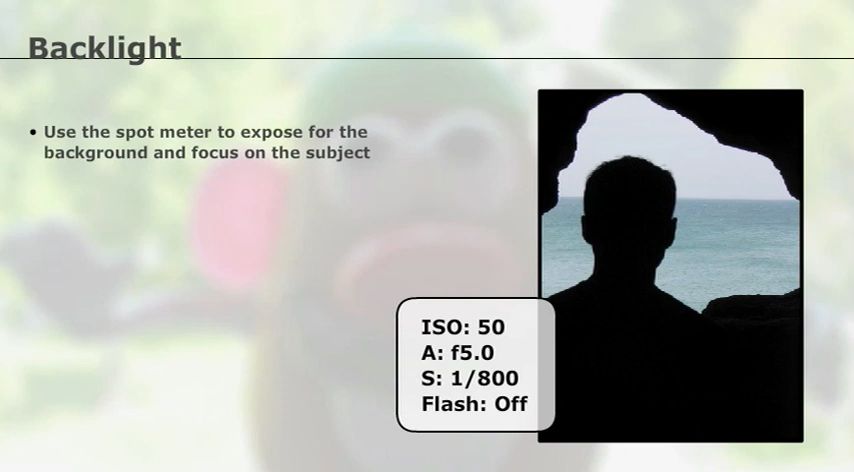 Backlight
• Use the spot meter to expose for the
background and focus on the subject
ISO: 50
A: f5.0
S: 1/800
Flash: Off